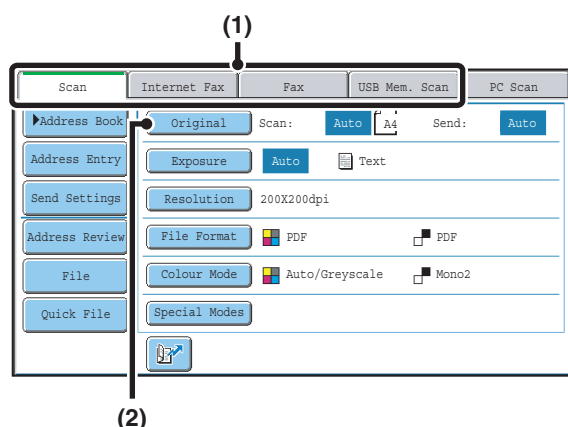 (1)
Scan Internet Fax Fax USB Mem. Scan PC Scan
Address Book Original Scan: Auto A4 Send: Auto
Address Entry Exposure Auto Text
Send Settings Resolution 200X200dpi
Address Review File Format PDF PDF
File Colour Mode Auto/Greyscale Mono2
Quick File Special Modes
(2)